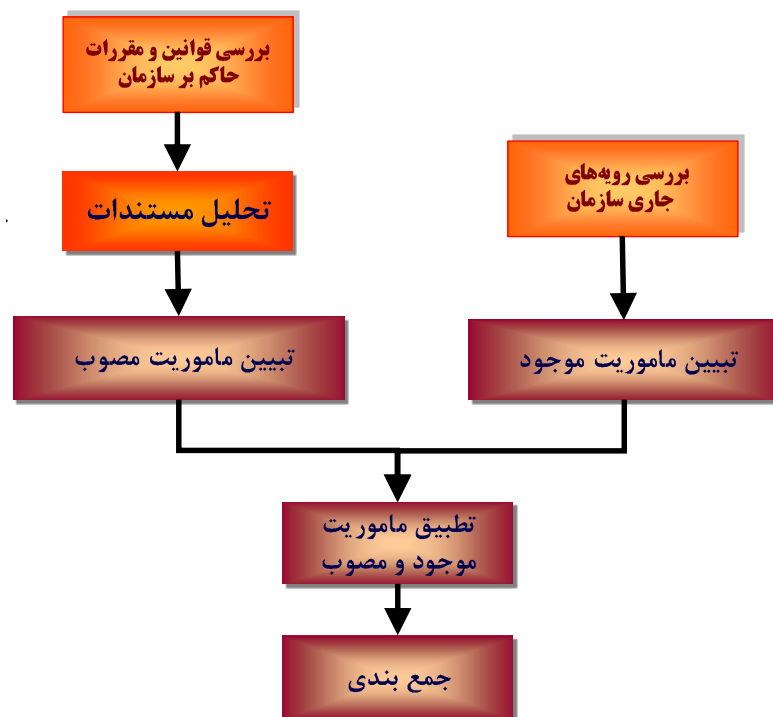 بررسی قوانین و مقررات
حاکم بر سازمان
بررسی رویه‌های
جاری سازمان
تحلیل مستندات
تبیین ماموریت مصوب
تبیین ماموریت موجود
تطبیق ماموریت
موجود و مصوب
جمع بندی